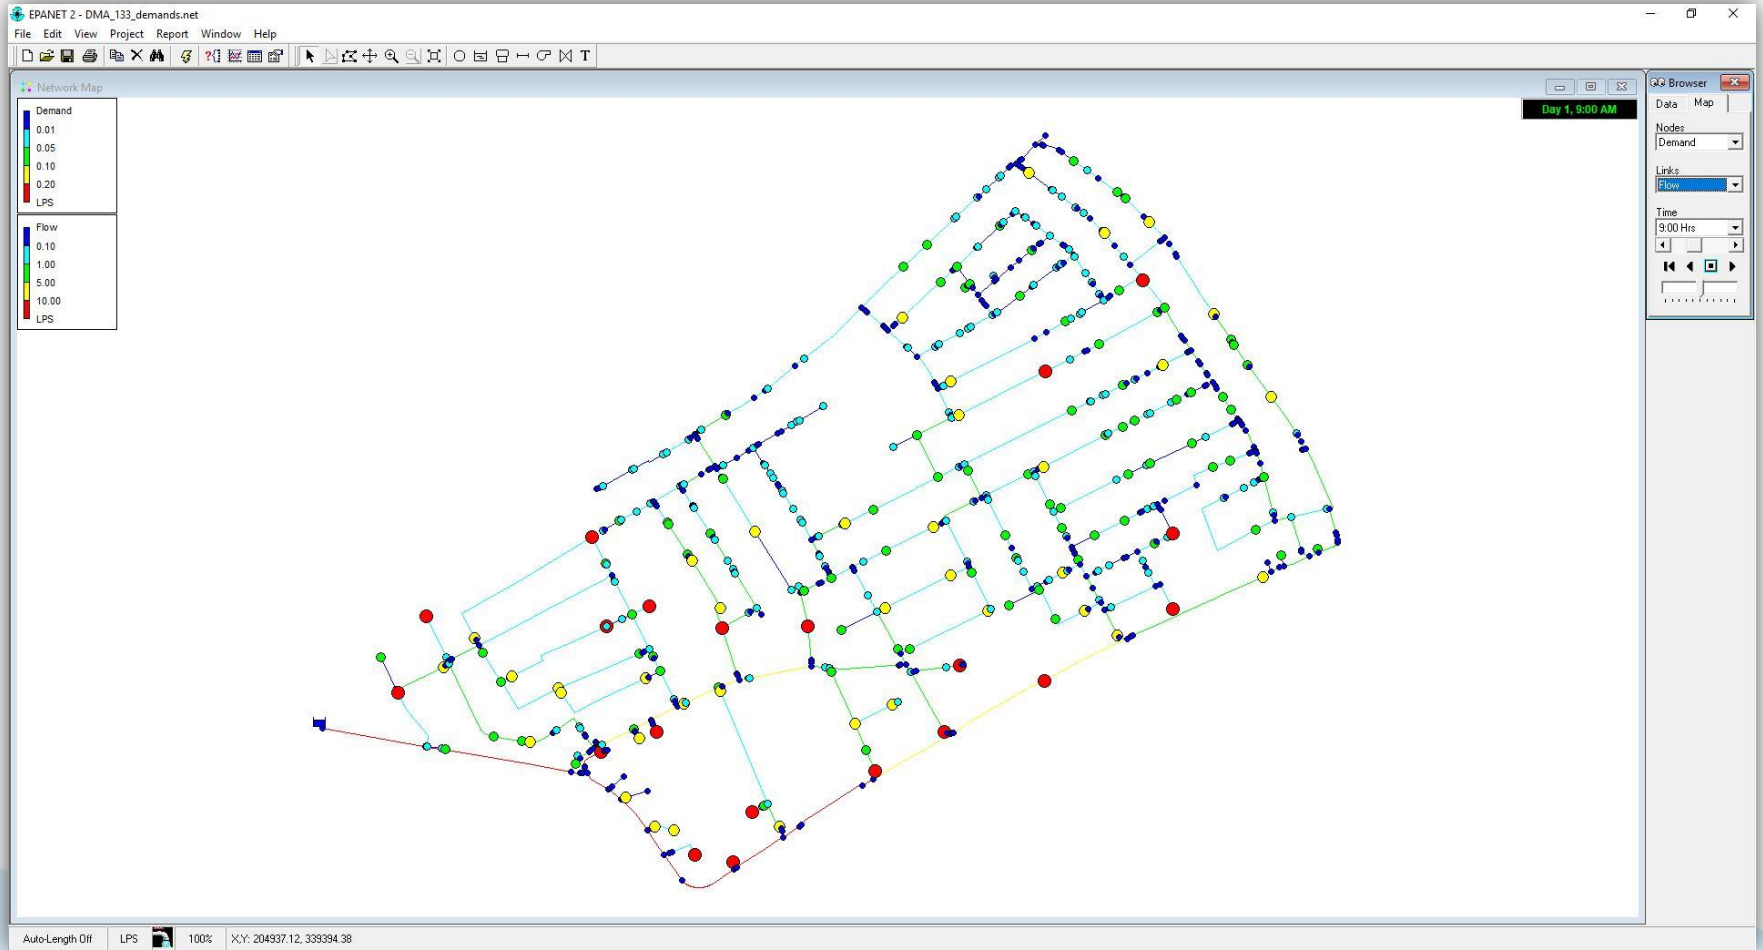 EPANET 2 - DMA_133_demands.net
File Edit View Project Report Window Help
T
Network Map
Day 1, 9:00 AM
Demand
0.01
0.05
0.10
0.20
LPS
Flow
0.10
1.00
5.00
10.00
LPS
Browser
Data Map
Nodes
Demand
Links
Flow
Time
9:00 Hrs
Auto-Length Off LPS 100% X,Y: 204937.12, 339394.38